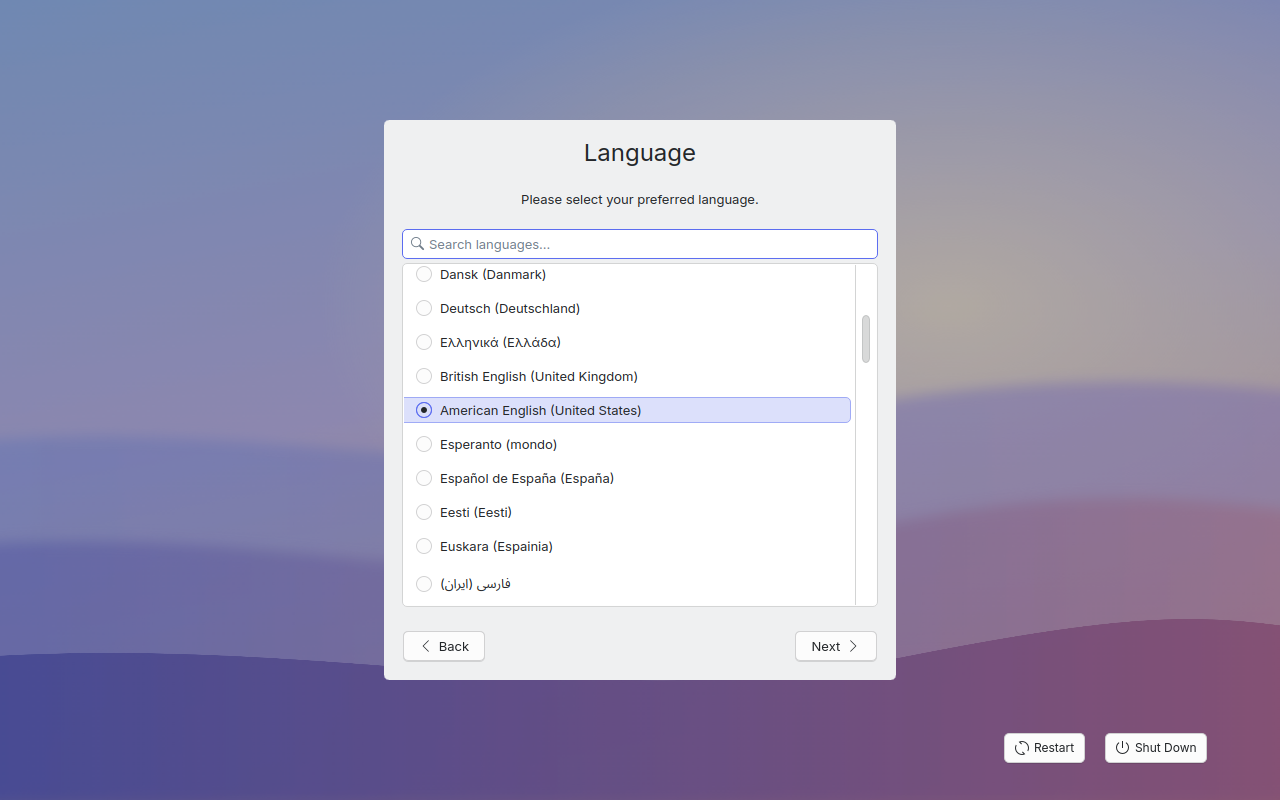 Language
Please select your preferred language.
Search languages...
Dansk (Danmark)
Deutsch (Deutschland)
Ελληνικά (Ελλάδα)
British English (United Kingdom)
American English (United States)
Esperanto (mondo)
Español de España (España)
Eesti (Eesti)
Euskara (Espainia)
فارسی (ایران)
Back
Next
Restart
Shut Down